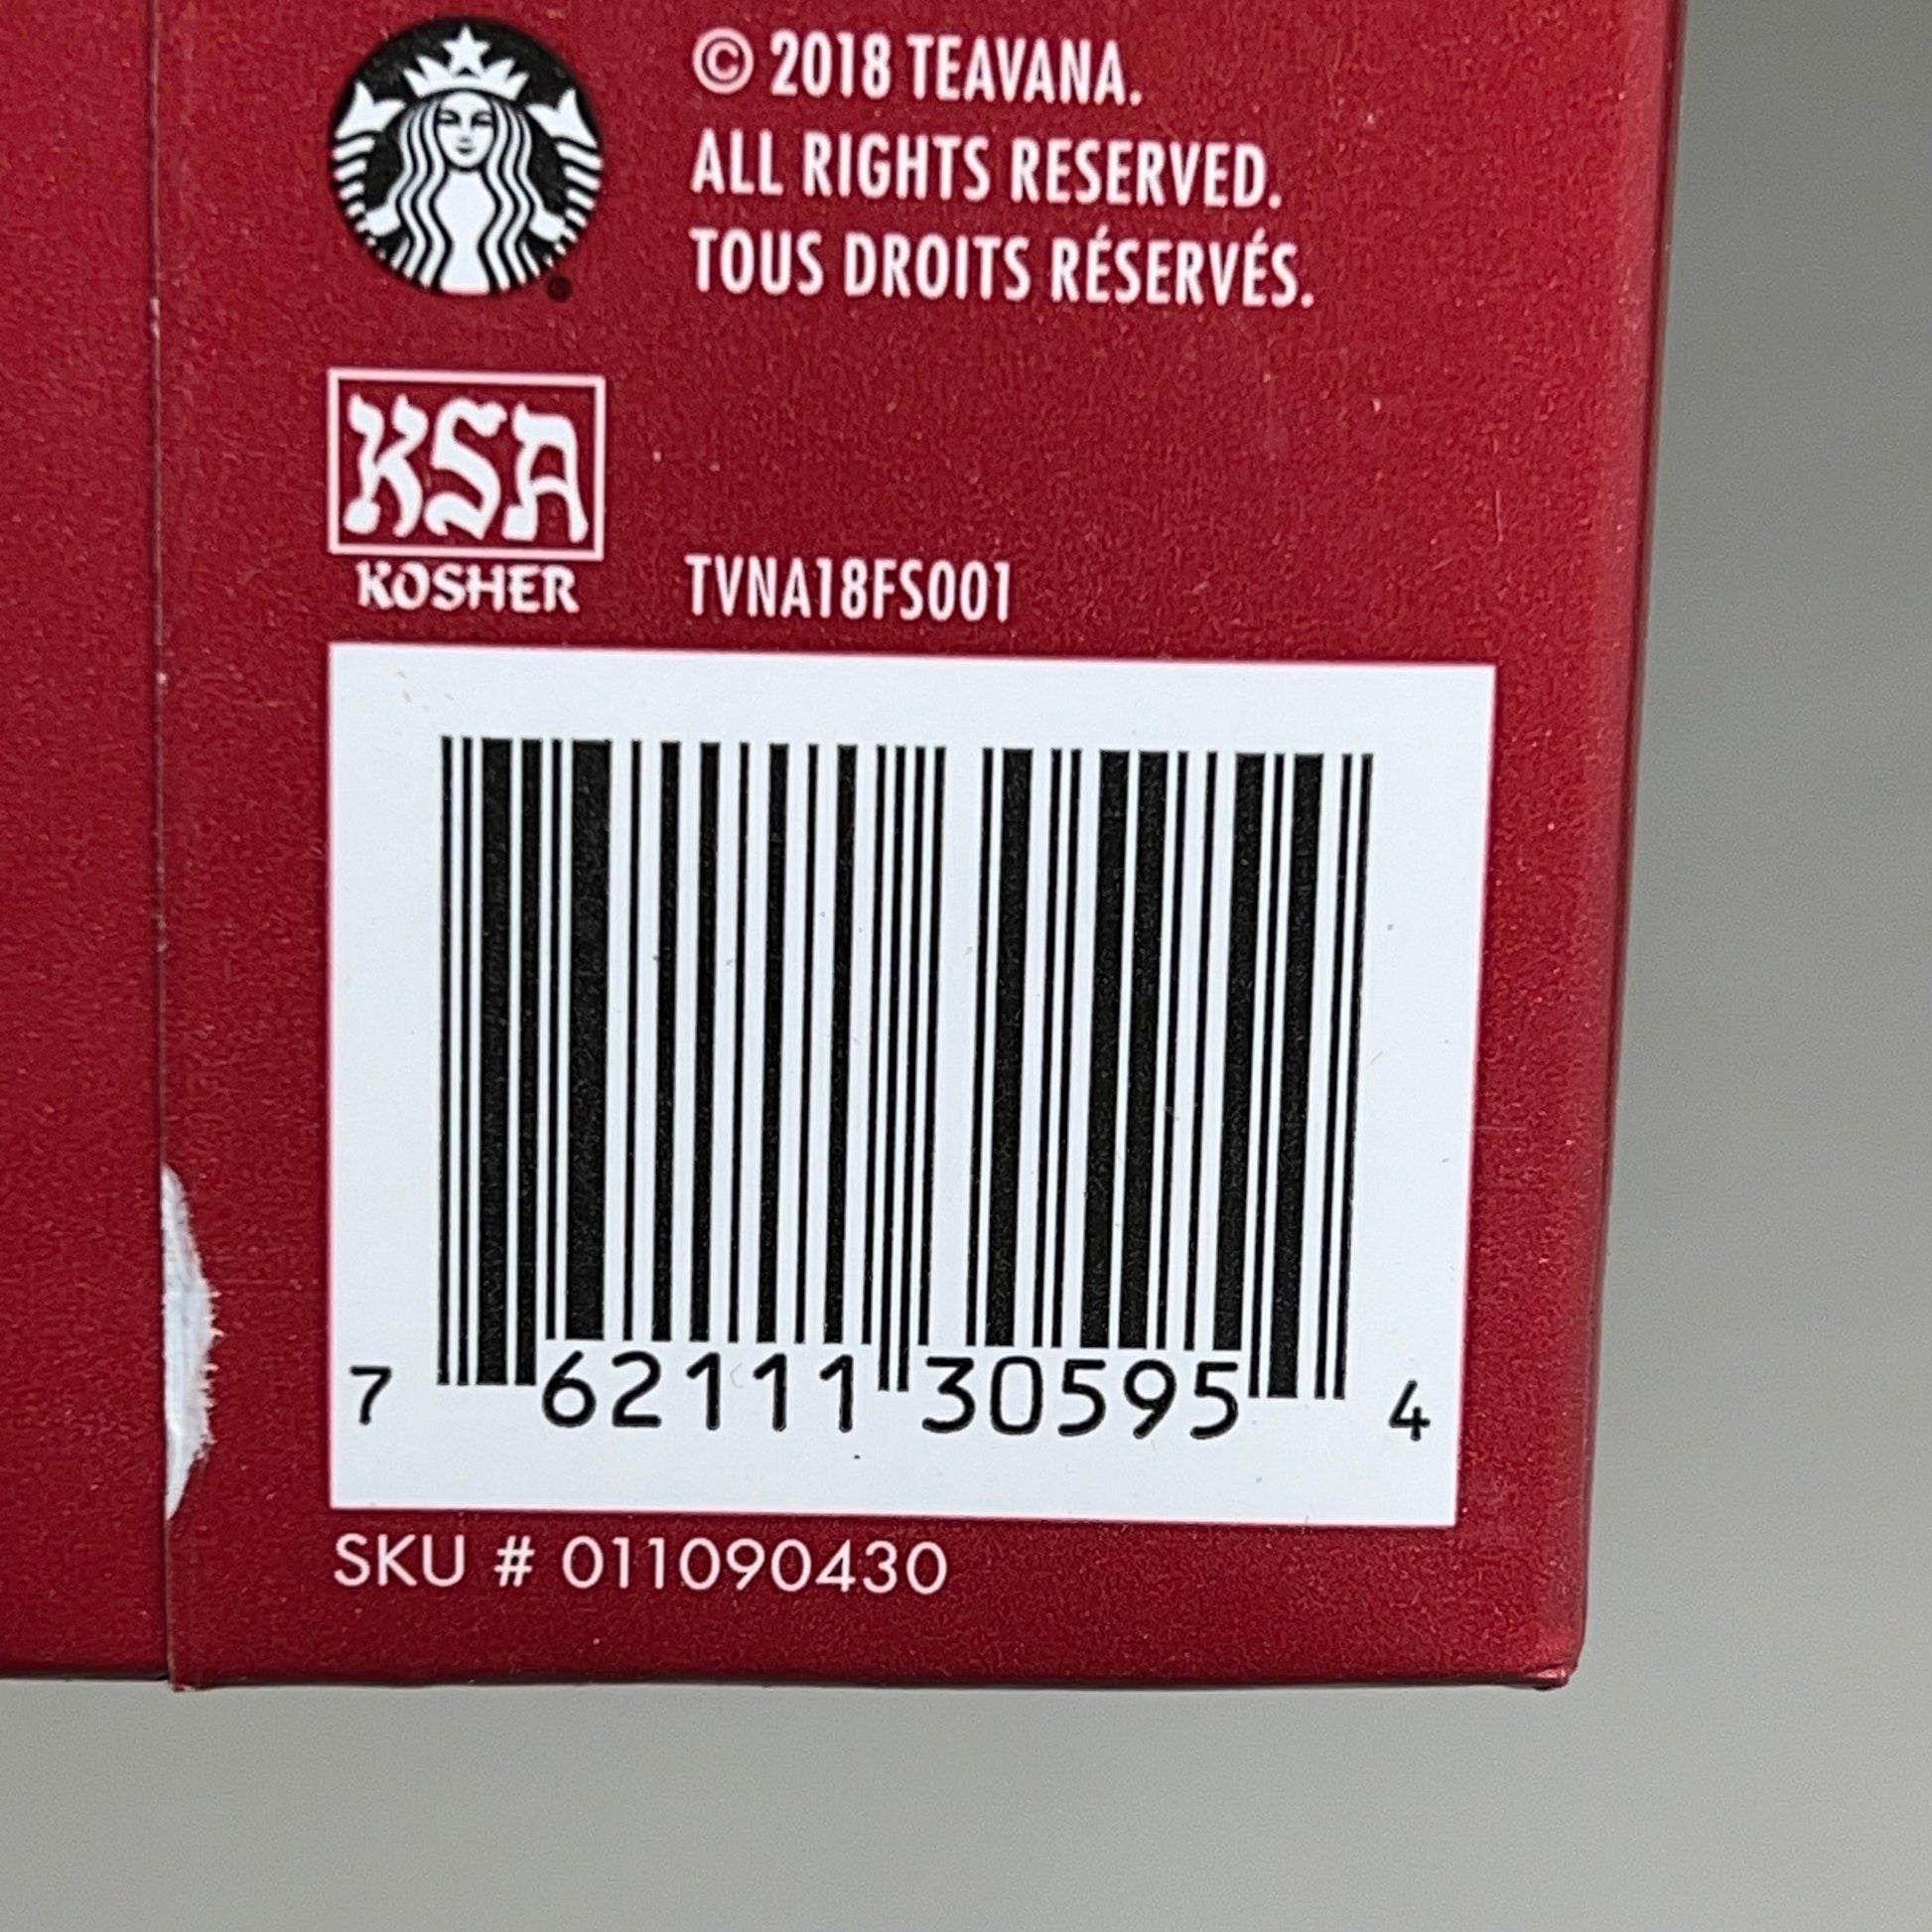 © 2018 TEAVANA.
ALL RIGHTS RESERVED.
TOUS DROITS RÉSERVÉS.
KSA
KOSHER
TVNA18FS001
7 62111 30595 4
SKU # 011090430